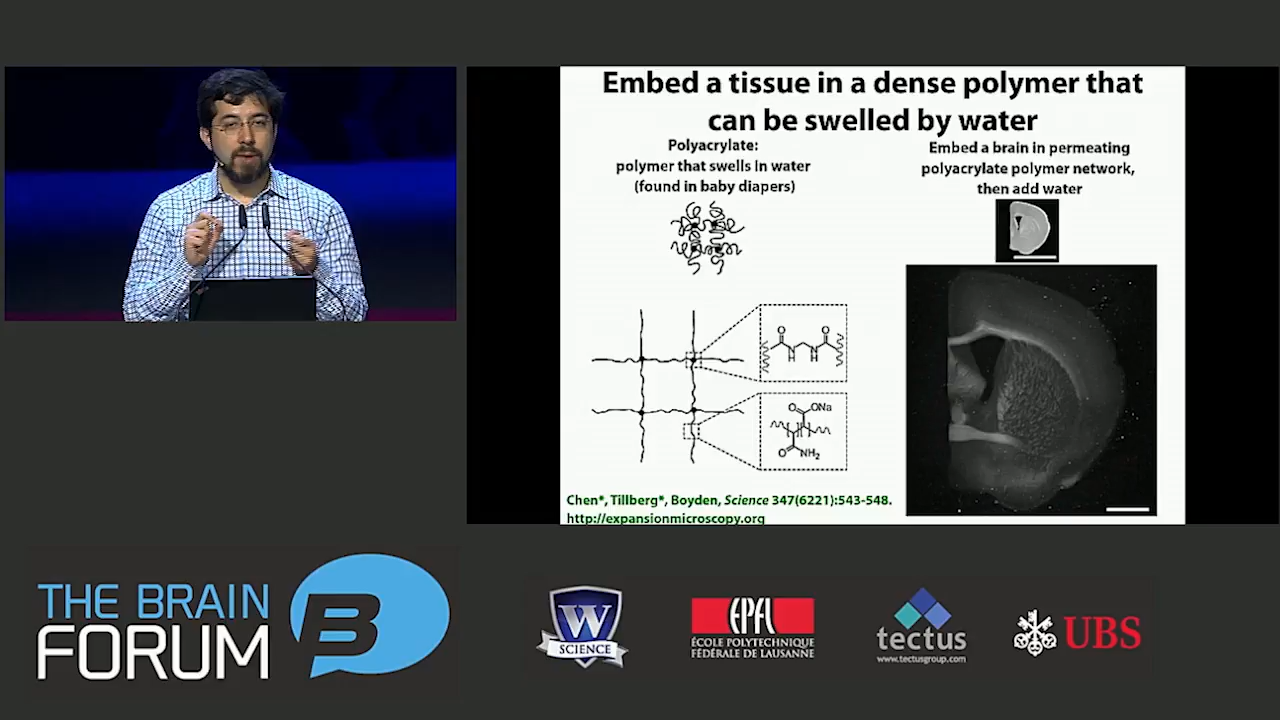 Embed a tissue in a dense polymer that
can be swelled by water
Polyacrylate:
polymer that swells in water
(found in baby diapers)
Embed a brain in permeating
polyacrylate polymer network,
then add water
O
O
N
H
N
H
O
ONa
O
NH2
Chen*, Tillberg*, Boyden, Science 347(6221):543-548.
http://expansionmicroscopy.org
THE BRAIN
FORUM
B
W
SCIENCE
EPFL
ÉCOLE POLYTECHNIQUE
FÉDÉRALE DE LAUSANNE
tectus
www.tectusgroup.com
UBS